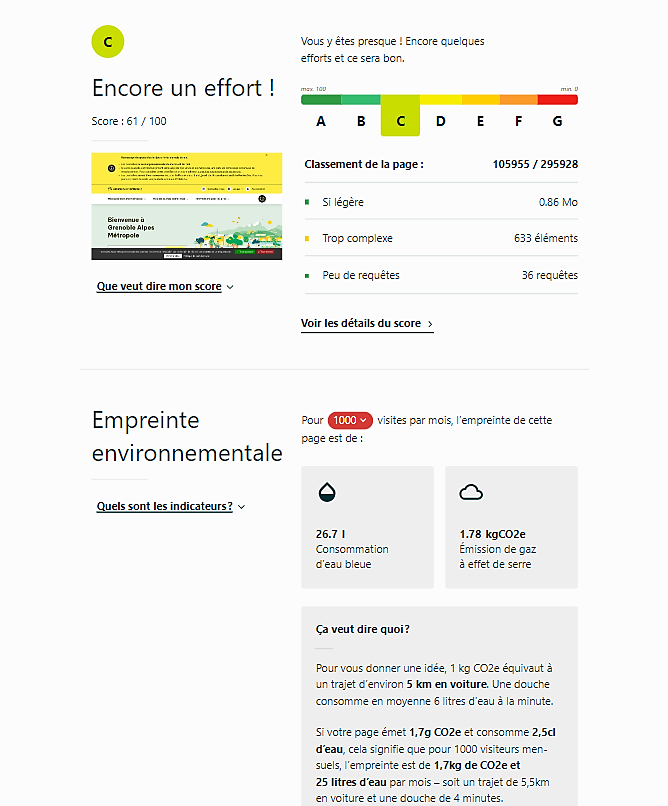 C
Encore un effort !
Score : 61 / 100
Bienvenue à
Grenoble Alpes
Métropole
Que veut dire mon score
Vous y êtes presque ! Encore quelques
efforts et ce sera bon.
max. 100 min. 0
A B C D E F G
Classement de la page : 105955 / 295928
Si légère 0.86 Mo
Trop complexe 633 éléments
Peu de requêtes 36 requêtes
Voir les détails du score
Empreinte
environnementale
Quels sont les indicateurs?
Pour 1000 visites par mois, l'empreinte de cette
page est de :
26.7 l
Consommation
d'eau bleue
1.78 kgCO2e
Émission de gaz
à effet de serre
Ça veut dire quoi?
Pour vous donner une idée, 1 kg CO2e équivaut à
un trajet d'environ 5 km en voiture. Une douche
consomme en moyenne 6 litres d'eau à la minute.
Si votre page émet 1,7g CO2e et consomme 2,5cl
d'eau, cela signifie que pour 1000 visiteurs men-
suels, l'empreinte est de 1,7kg de CO2e et
25 litres d'eau par mois – soit un trajet de 5,5km
en voiture et une douche de 4 minutes.